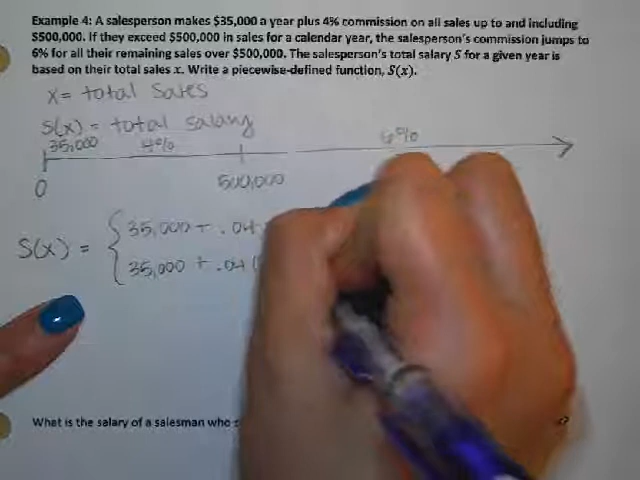 Example 4: A salesperson makes $35,000 a year plus 4% commission on all sales up to and including
$500,000. If they exceed $500,000 in sales for a calendar year, the salesperson's commission jumps to
6% for all their remaining sales over $500,000. The salesperson's total salary S for a given year is
based on their total sales x. Write a piecewise-defined function, S(x).
x = total sales
S(x) = total salary
35,000 4% 6%
0 500,000
S(x) = { 35,000 + .04
35,000 + .04 (
What is the salary of a salesman who